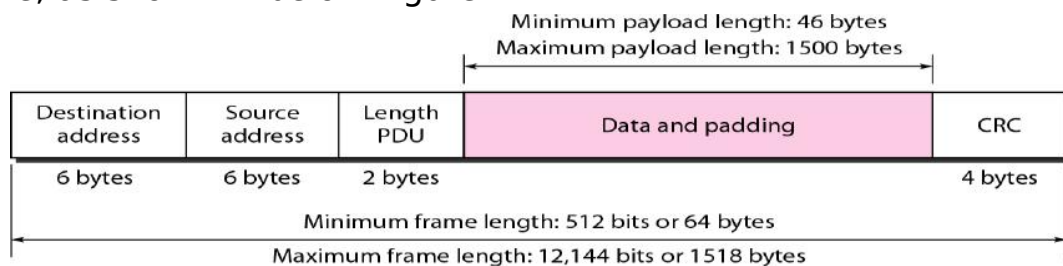 Minimum payload length: 46 bytes
Maximum payload length: 1500 bytes
Destination address
Source address
Length PDU
Data and padding
CRC
6 bytes
6 bytes
2 bytes
4 bytes
Minimum frame length: 512 bits or 64 bytes
Maximum frame length: 12,144 bits or 1518 bytes